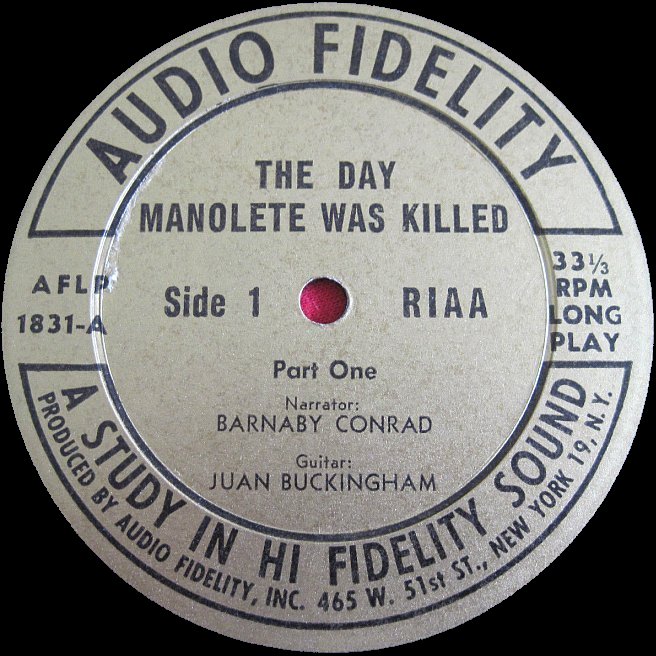 AUDIO FIDELITY
THE DAY
MANOLETE WAS KILLED
AFLP
1831-A
Side 1
RIAA
33⅓
RPM
LONG
PLAY
Part One
Narrator:
BARNABY CONRAD
Guitar:
JUAN BUCKINGHAM
A STUDY IN HI FIDELITY SOUND
PRODUCED BY AUDIO FIDELITY, INC. 465 W. 51st ST., NEW YORK 19, N.Y.